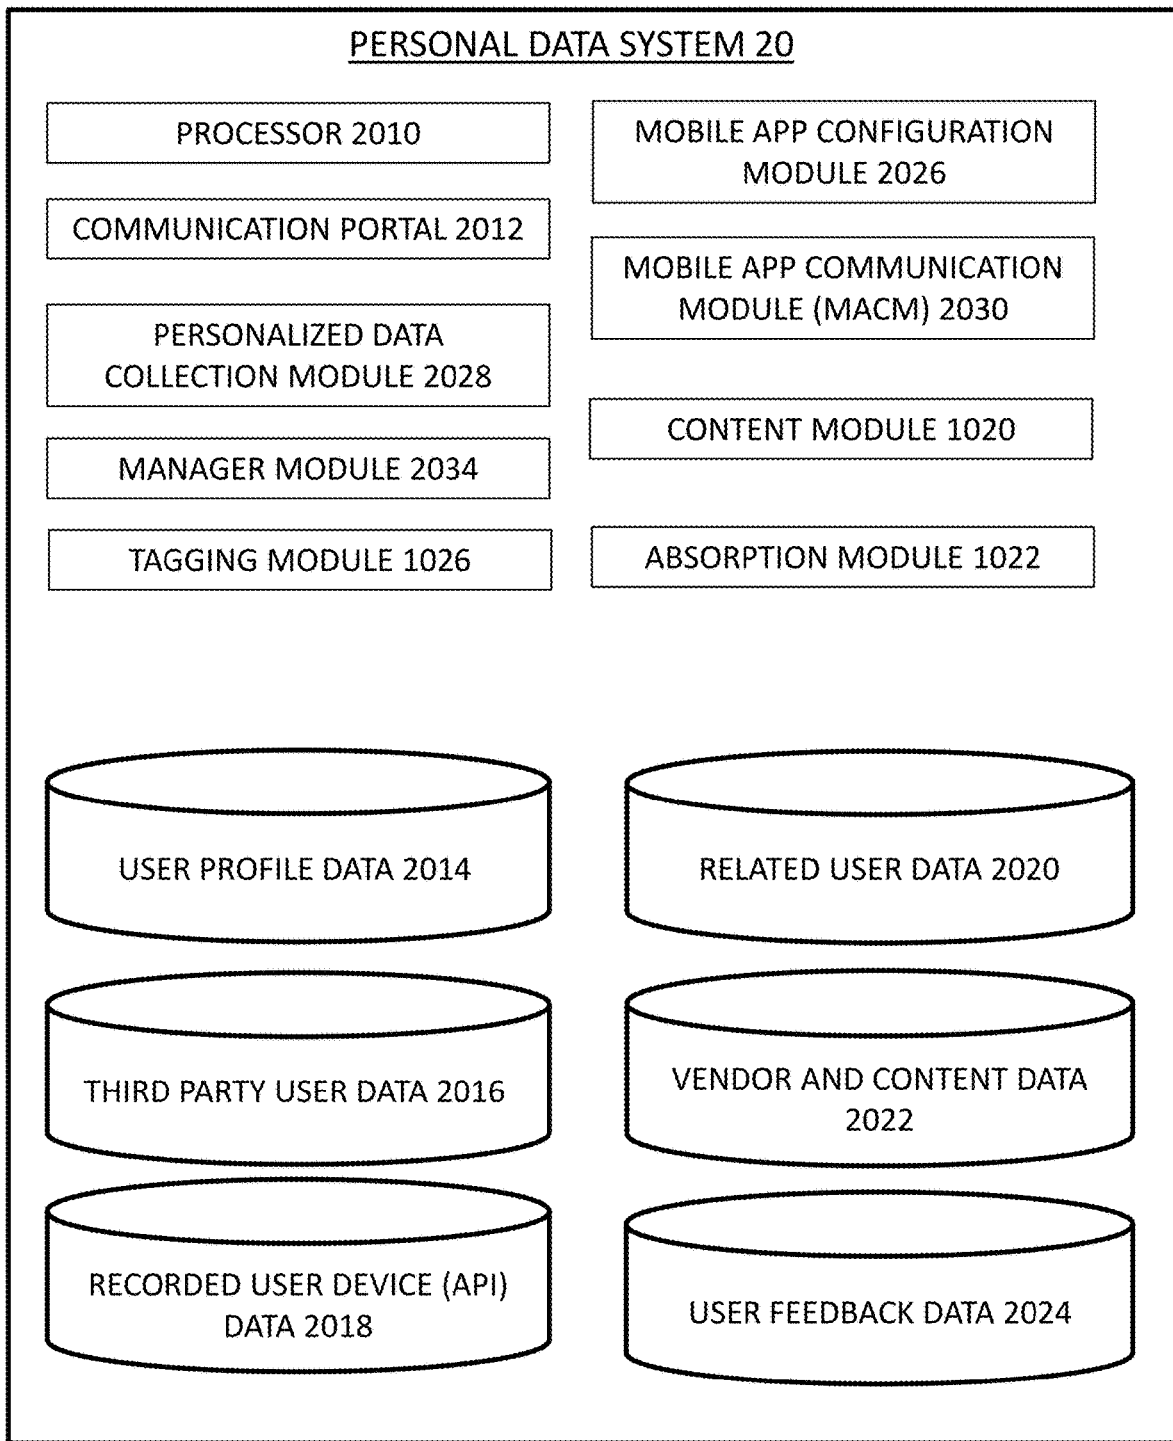 PERSONAL DATA SYSTEM 20
PROCESSOR 2010
COMMUNICATION PORTAL 2012
PERSONALIZED DATA
COLLECTION MODULE 2028
MANAGER MODULE 2034
TAGGING MODULE 1026
MOBILE APP CONFIGURATION
MODULE 2026
MOBILE APP COMMUNICATION
MODULE (MACM) 2030
CONTENT MODULE 1020
ABSORPTION MODULE 1022
USER PROFILE DATA 2014
RELATED USER DATA 2020
THIRD PARTY USER DATA 2016
VENDOR AND CONTENT DATA
2022
RECORDED USER DEVICE (API)
DATA 2018
USER FEEDBACK DATA 2024